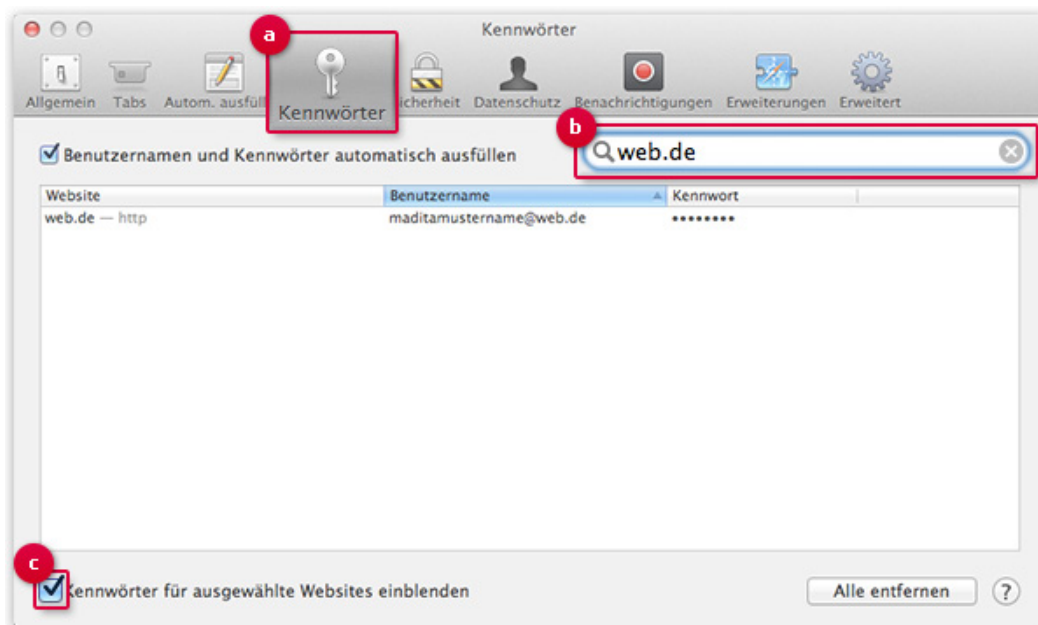 Kennwörter
a
Allgemein Tabs Autom. ausfüll Kennwörter icherheit Datenschutz Benachrichtigungen Erweiterungen Erweitert
b
Benutzernamen und Kennwörter automatisch ausfüllen
web.de
Website Benutzername Kennwort
web.de — http maditamustername@web.de ••••••••
c
Kennwörter für ausgewählte Websites einblenden
Alle entfernen ?